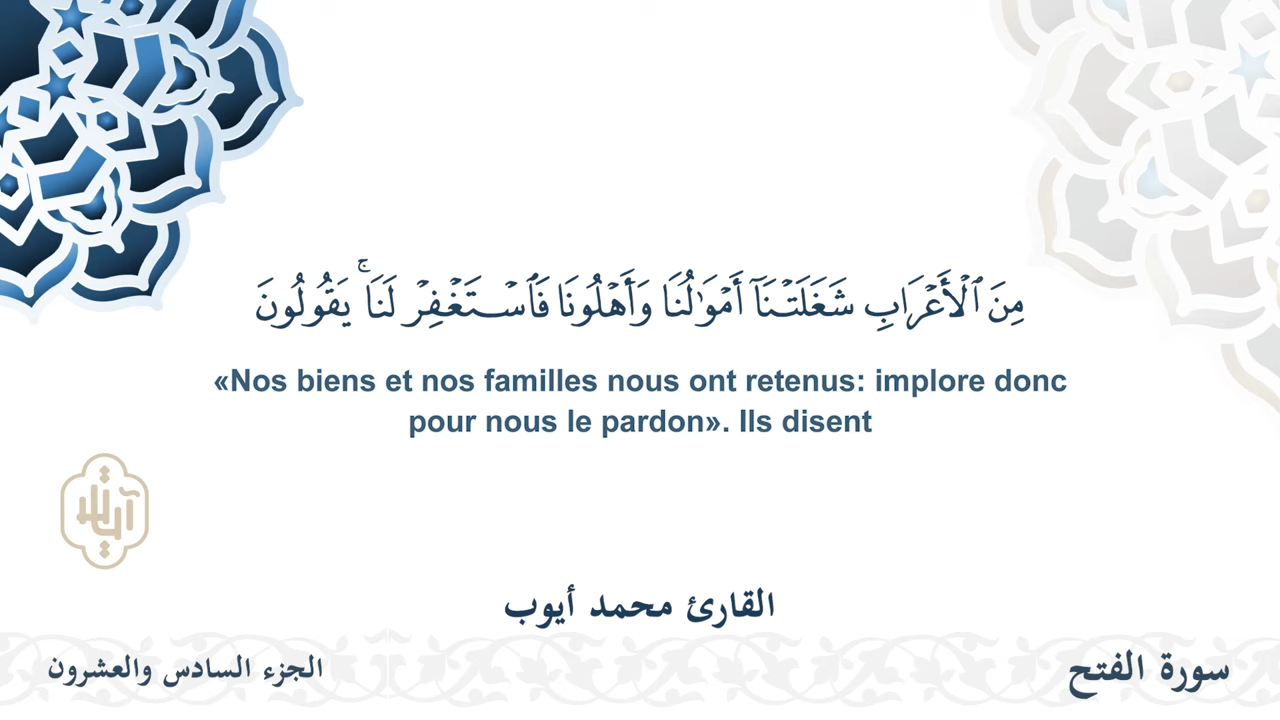 مِنَ ٱلْأَعْرَابِ شَغَلَتْنَآ أَمْوَٰلُنَا وَأَهْلُونَا فَٱسْتَغْفِرْ لَنَا ۚ يَقُولُونَ
«Nos biens et nos familles nous ont retenus: implore donc
pour nous le pardon». Ils disent
القارئ محمد أيوب
الجزء السادس والعشرون
سورة الفتح